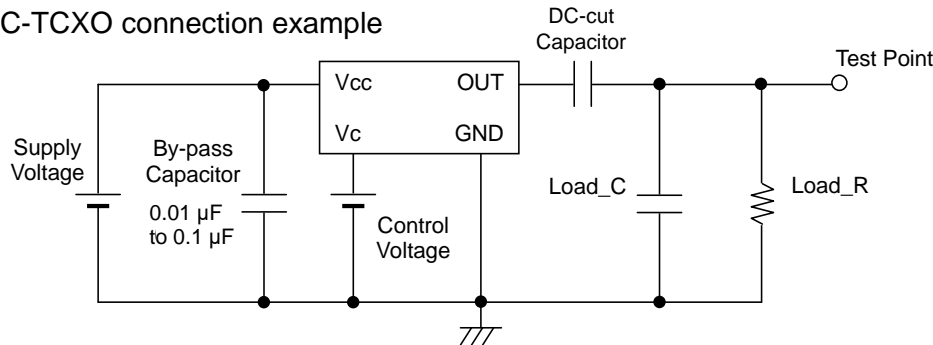 C-TCXO connection example
DC-cut
Capacitor
Test Point
Vcc
OUT
Vc
GND
Supply
Voltage
By-pass
Capacitor
0.01 µF
to 0.1 µF
Control
Voltage
Load_C
Load_R